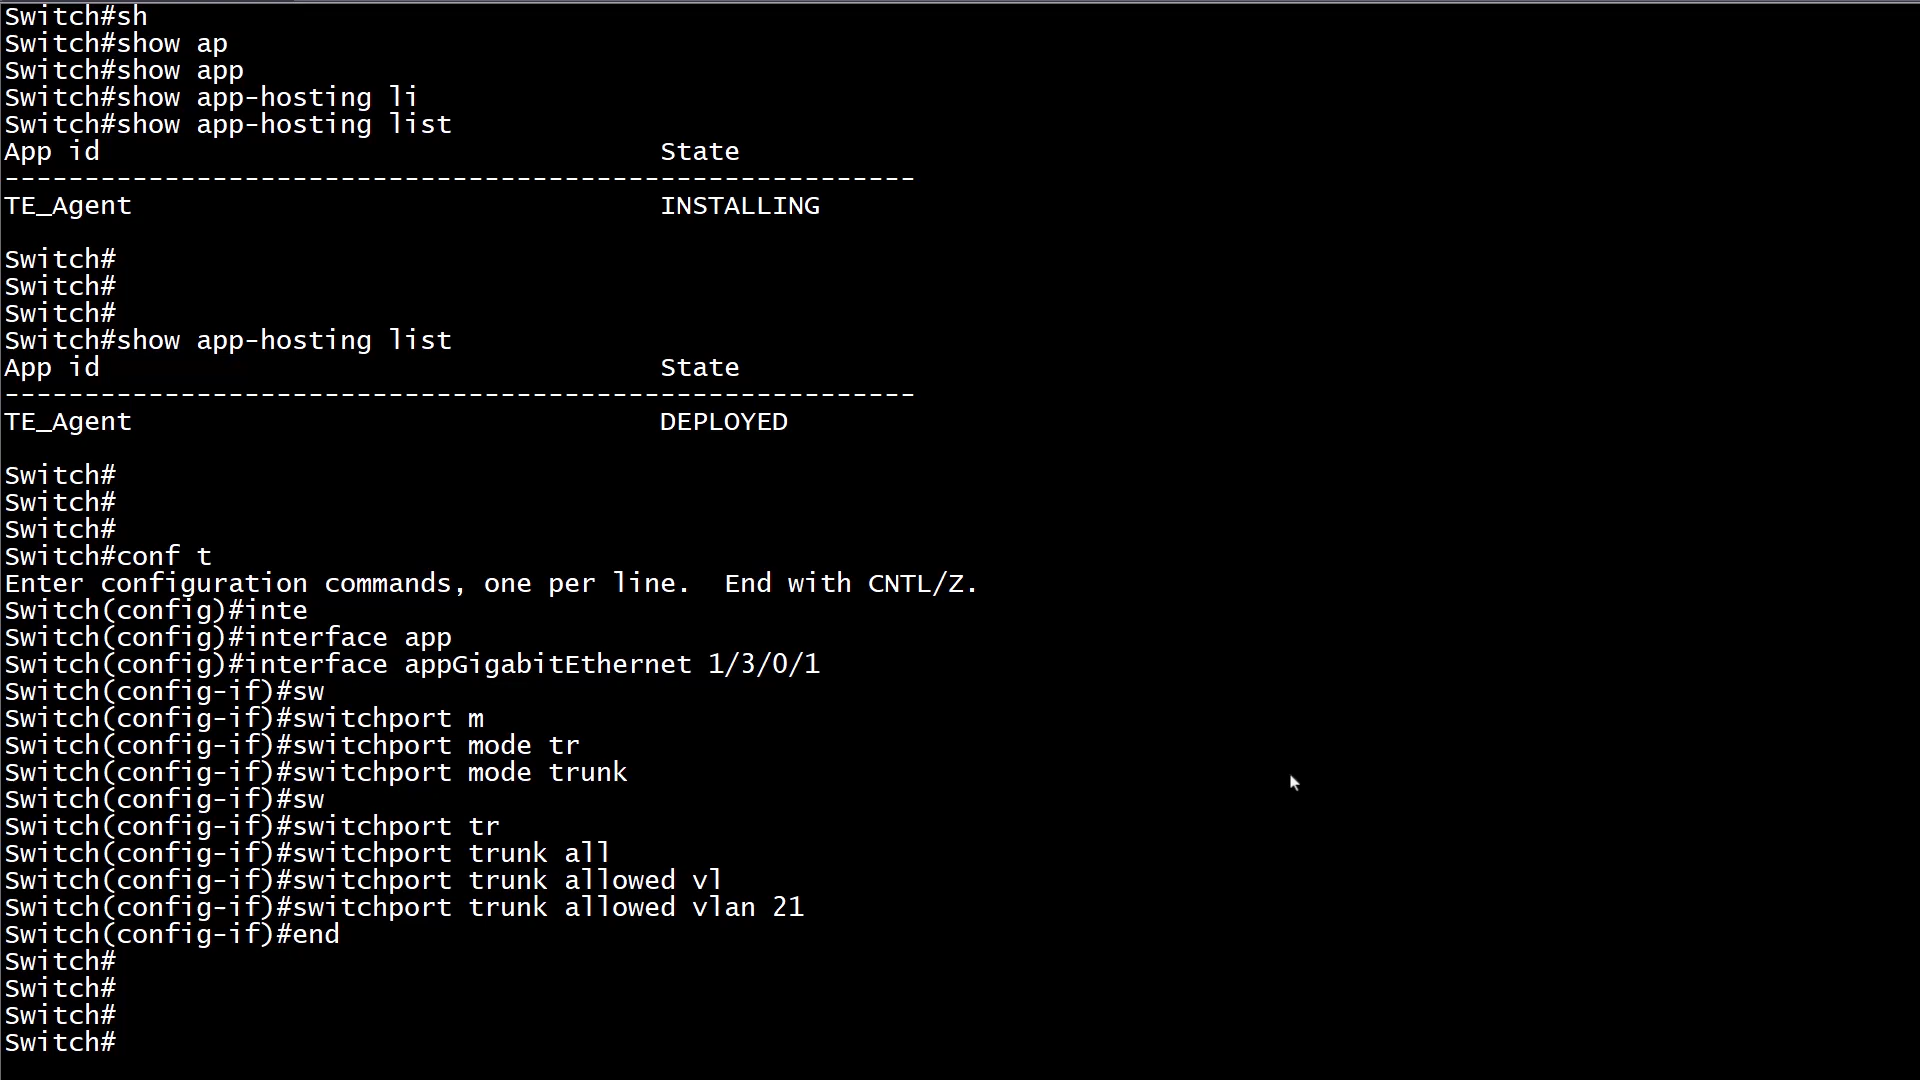 Switch#sh
Switch#show ap
Switch#show app
Switch#show app-hosting li
Switch#show app-hosting list
App id                                   State
---------------------------------------------------------
TE_Agent                                 INSTALLING
Switch#
Switch#
Switch#
Switch#show app-hosting list
App id                                   State
---------------------------------------------------------
TE_Agent                                 DEPLOYED
Switch#
Switch#
Switch#
Switch#conf t
Enter configuration commands, one per line.  End with CNTL/Z.
Switch(config)#inte
Switch(config)#interface app
Switch(config)#interface appGigabitEthernet 1/3/0/1
Switch(config-if)#sw
Switch(config-if)#switchport m
Switch(config-if)#switchport mode tr
Switch(config-if)#switchport mode trunk
Switch(config-if)#sw
Switch(config-if)#switchport tr
Switch(config-if)#switchport trunk all
Switch(config-if)#switchport trunk allowed vl
Switch(config-if)#switchport trunk allowed vlan 21
Switch(config-if)#end
Switch#
Switch#
Switch#
Switch#